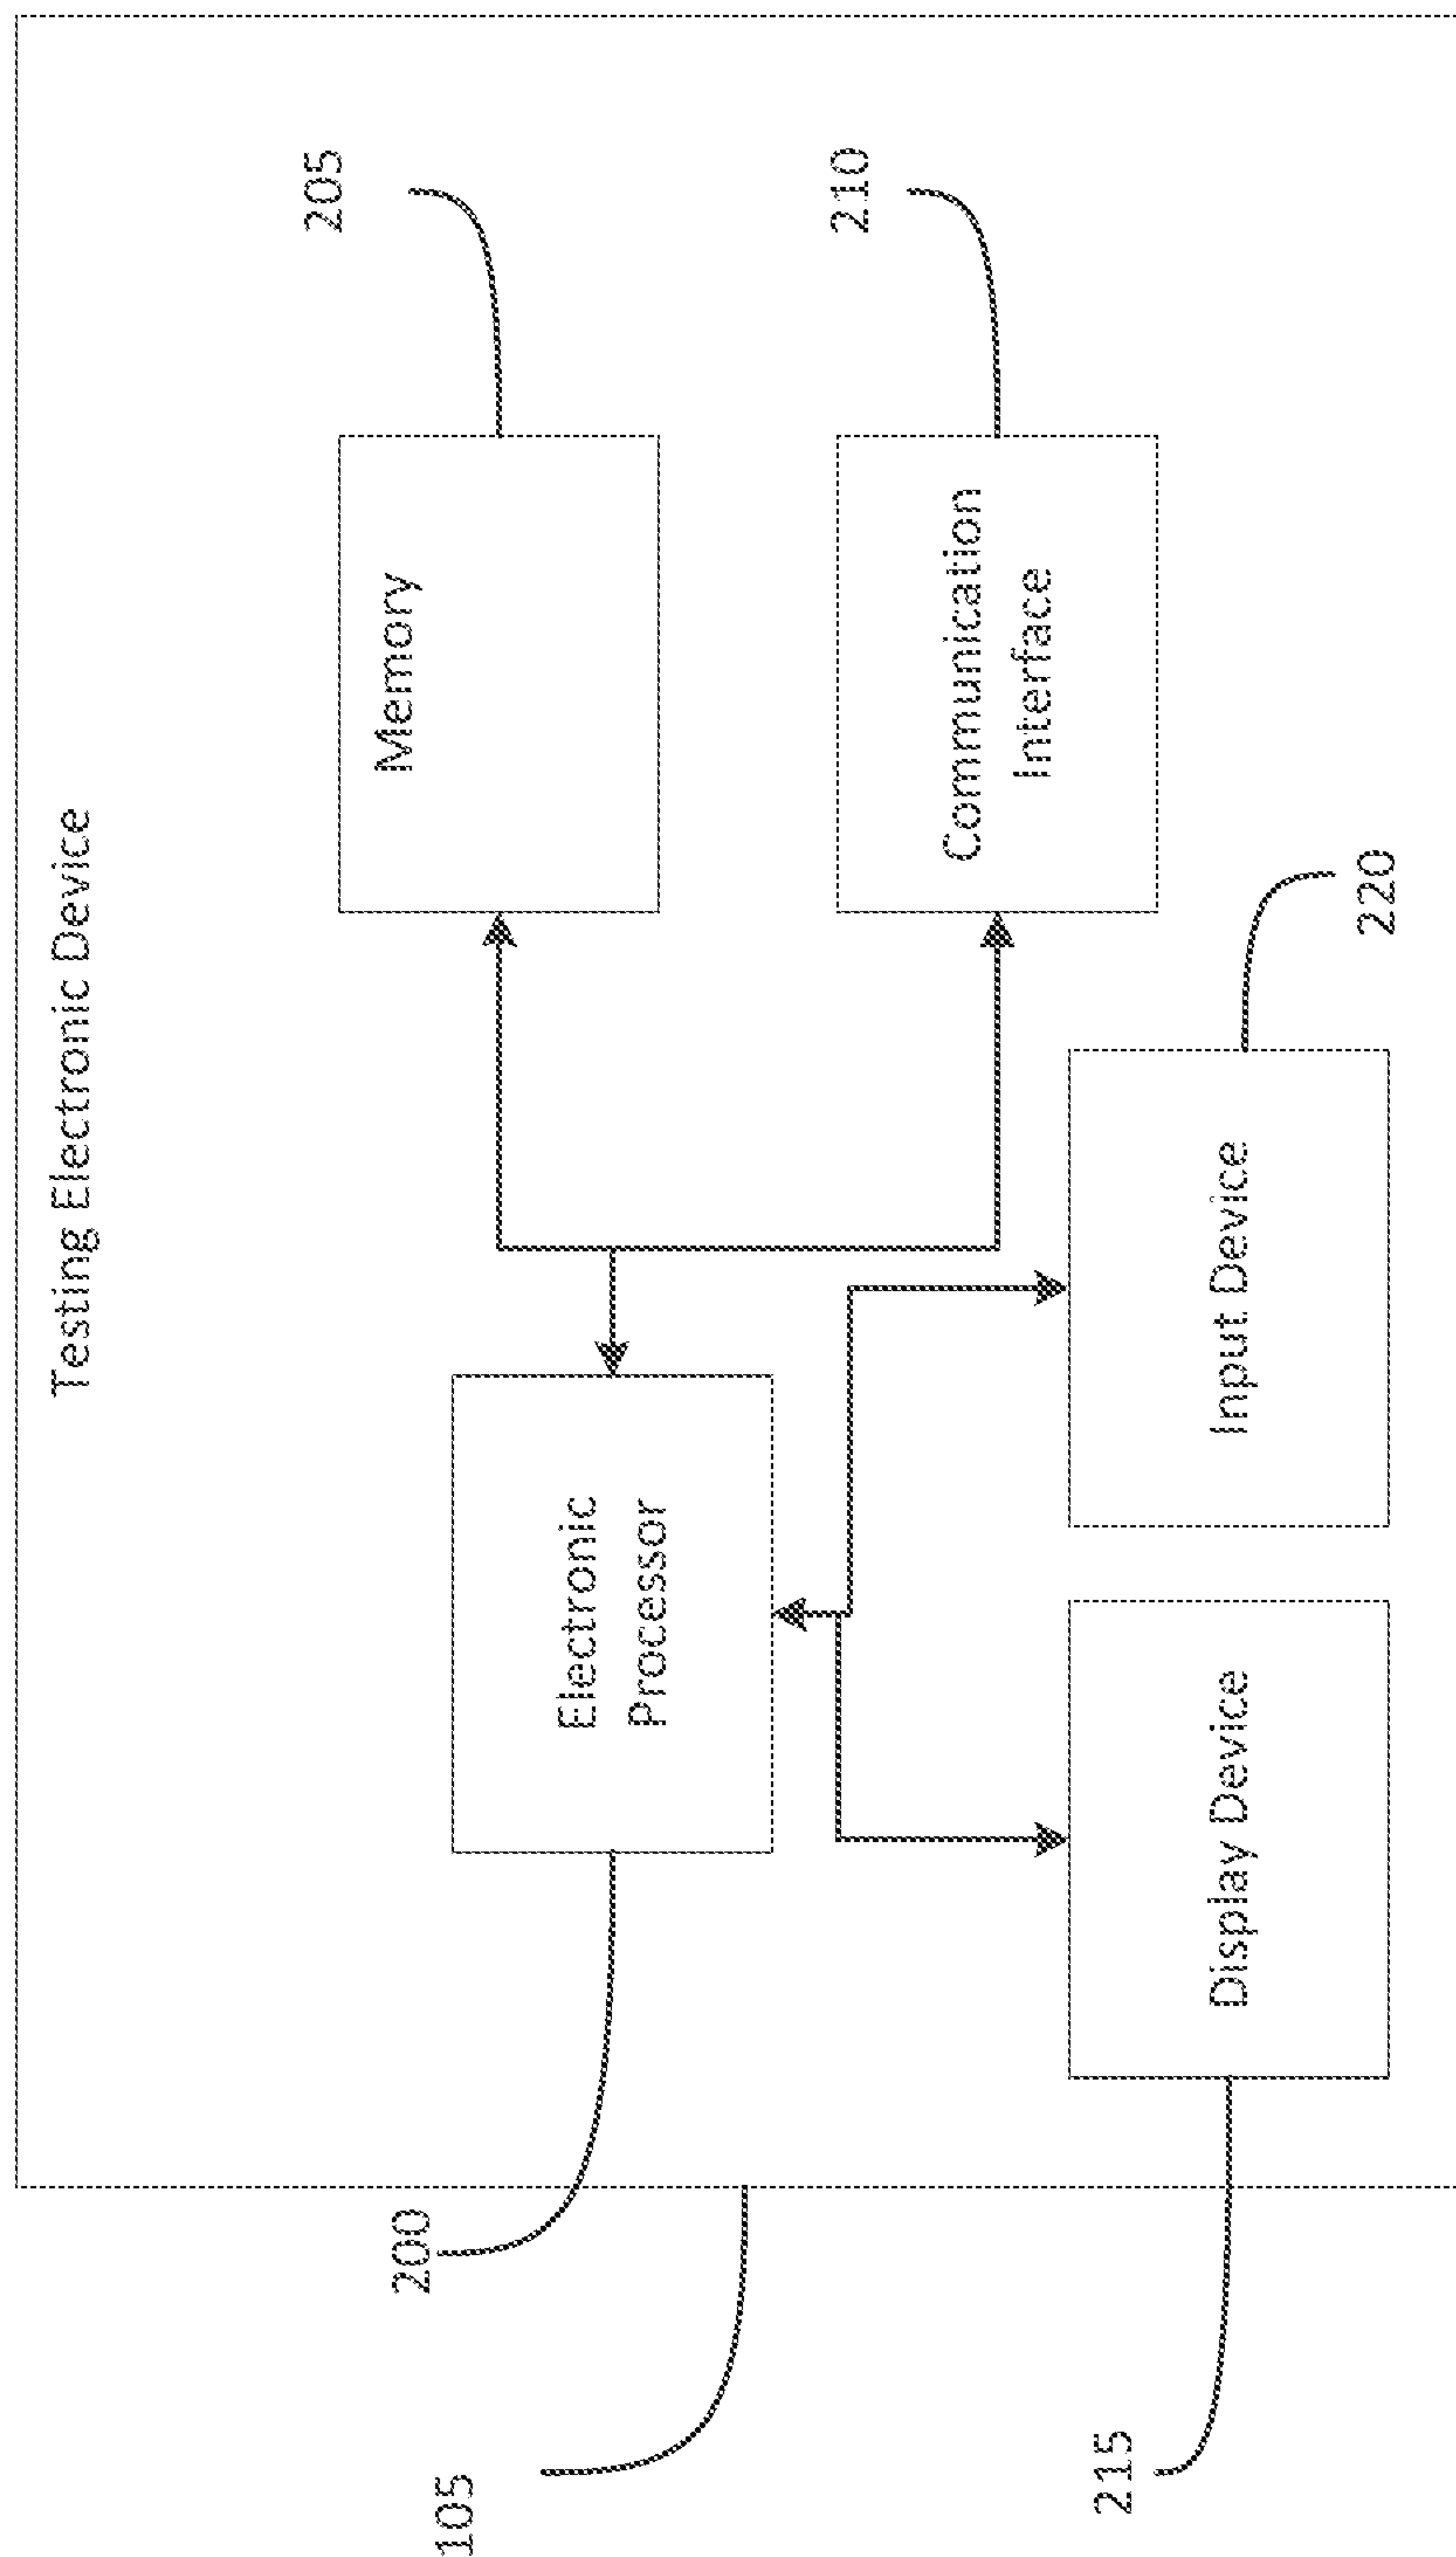 Testing Electronic Device
205
Memory
200
Electronic
Processor
105
210
Communication
Interface
220
Input Device
Display Device
215